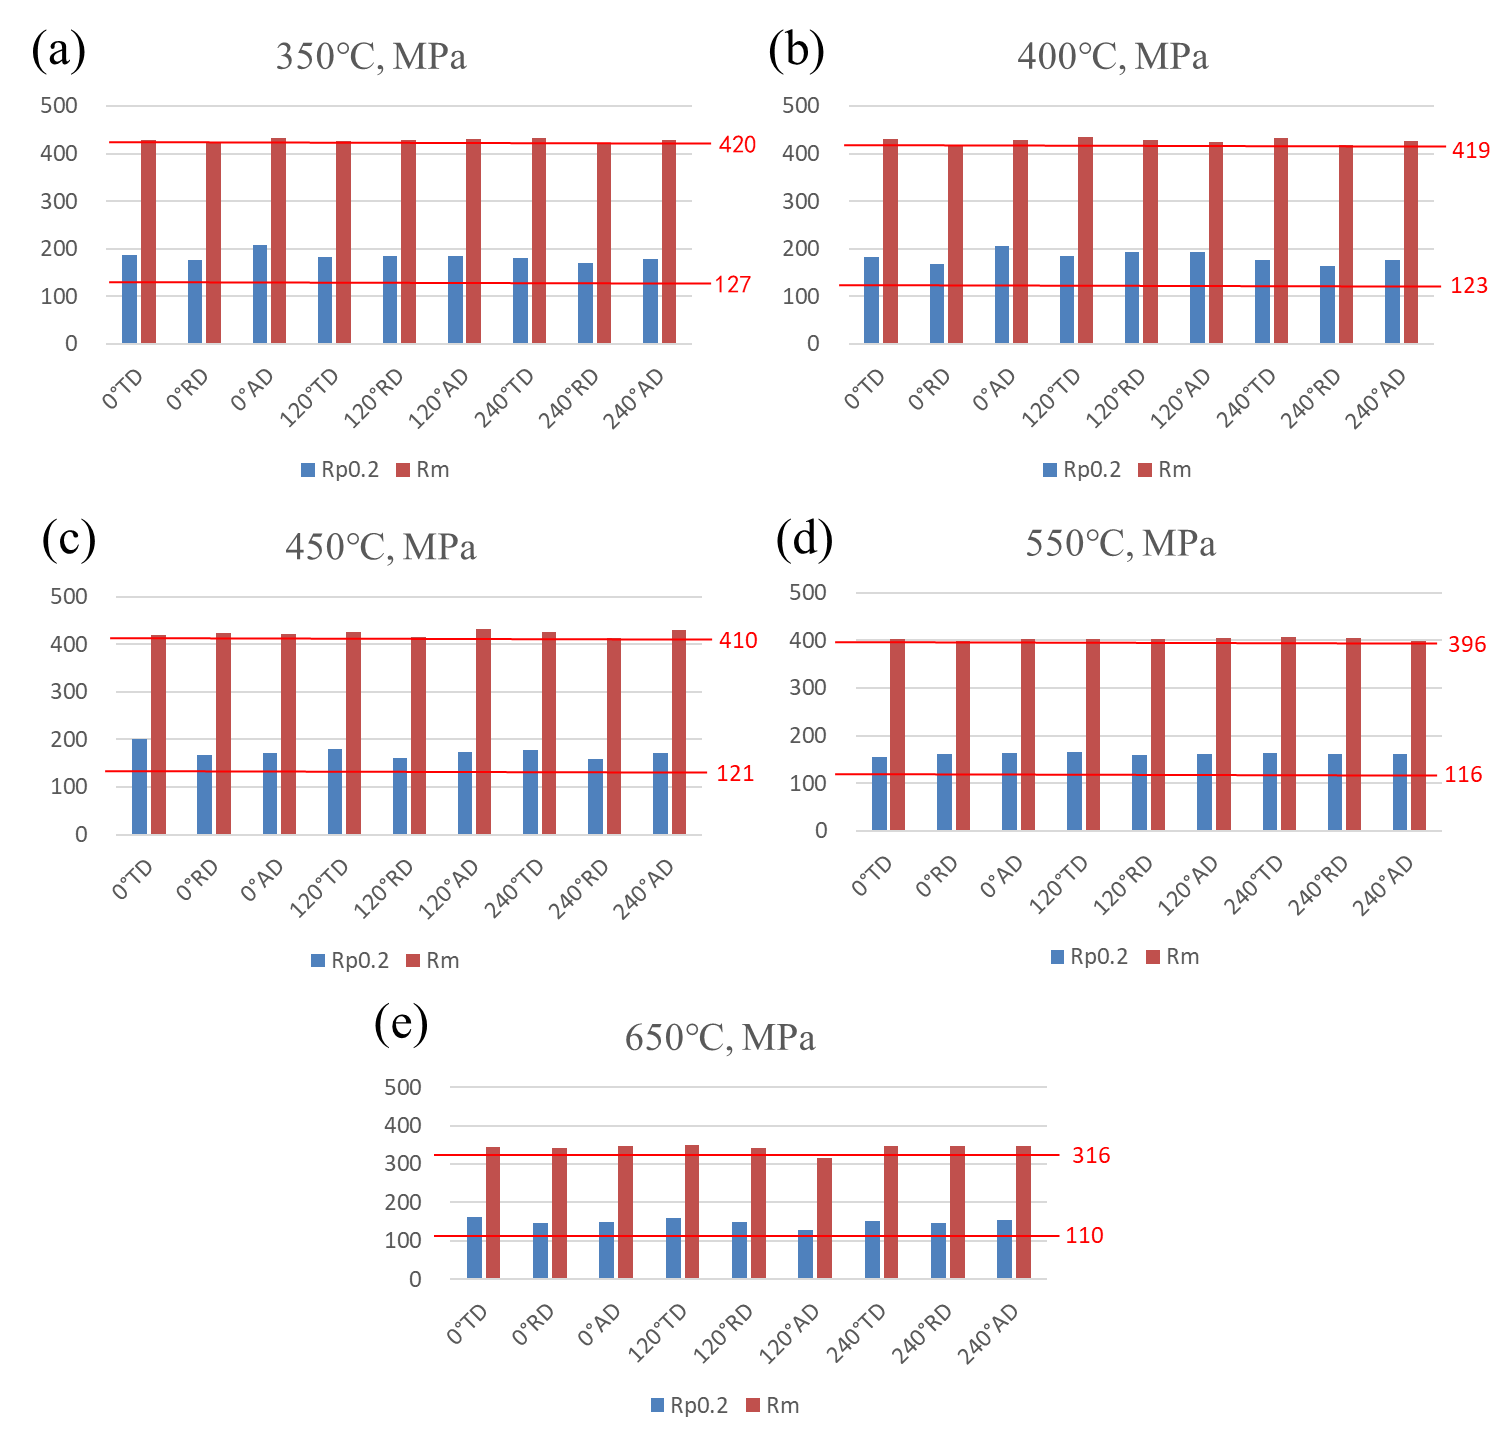 (a)
350℃, MPa
500
400
300
200
100
0
420
127
0°TD
0°RD
0°AD
120°TD
120°RD
120°AD
240°TD
240°RD
240°AD
Rp0.2 Rm
(b)
400℃, MPa
500
400
300
200
100
0
419
123
0°TD
0°RD
0°AD
120°TD
120°RD
120°AD
240°TD
240°RD
240°AD
Rp0.2 Rm
(c)
450℃, MPa
500
400
300
200
100
0
410
121
0°TD
0°RD
0°AD
120°TD
120°RD
120°AD
240°TD
240°RD
240°AD
Rp0.2 Rm
(d)
550℃, MPa
500
400
300
200
100
0
396
116
0°TD
0°RD
0°AD
120°TD
120°RD
120°AD
240°TD
240°RD
240°AD
Rp0.2 Rm
(e)
650℃, MPa
500
400
300
200
100
0
316
110
0°TD
0°RD
0°AD
120°TD
120°RD
120°AD
240°TD
240°RD
240°AD
Rp0.2 Rm